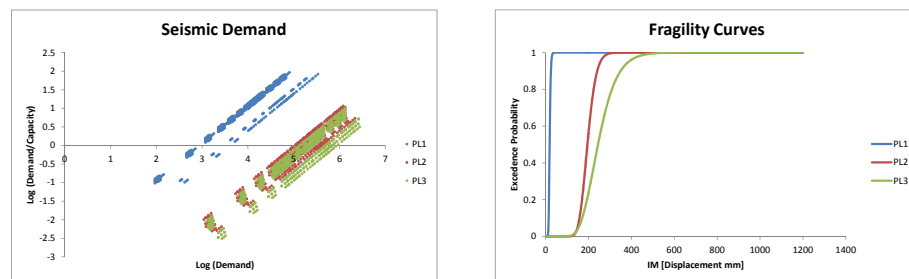 Seismic Demand
Log (Demand/Capacity)
2.5
2
1.5
1
0.5
0
-0.5
-1
-1.5
-2
-2.5
-3
0 1 2 3 4 5 6 7
Log (Demand)
PL1
PL2
PL3
Fragility Curves
Excedence Probability
1
0.8
0.6
0.4
0.2
0
0 200 400 600 800 1000 1200 1400
IM [Displacement mm]
PL1
PL2
PL3